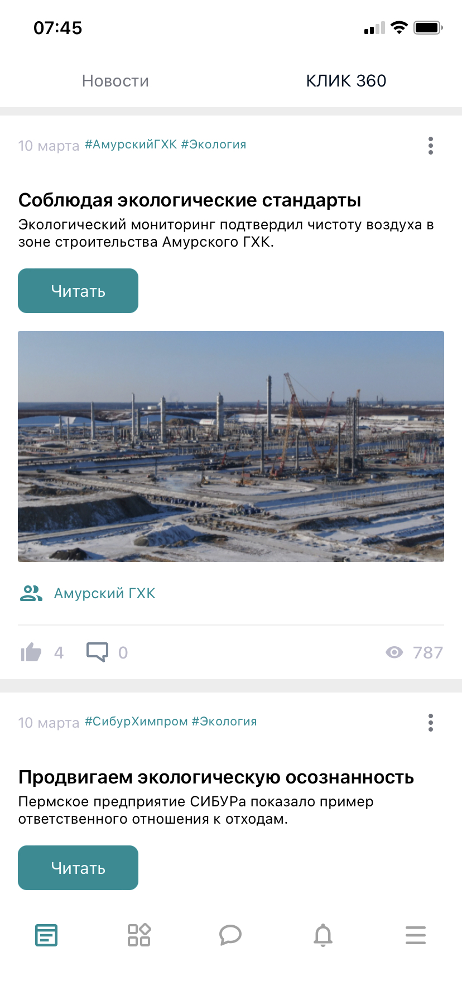 07:45
Новости
КЛИК 360
10 марта #АмурскийГХК #Экология
Соблюдая экологические стандарты
Экологический мониторинг подтвердил чистоту воздуха в
зоне строительства Амурского ГХК.
Читать
Амурский ГХК
4 0 787
10 марта #СибурХимпром #Экология
Продвигаем экологическую осознанность
Пермское предприятие СИБУРа показало пример
ответственного отношения к отходам.
Читать